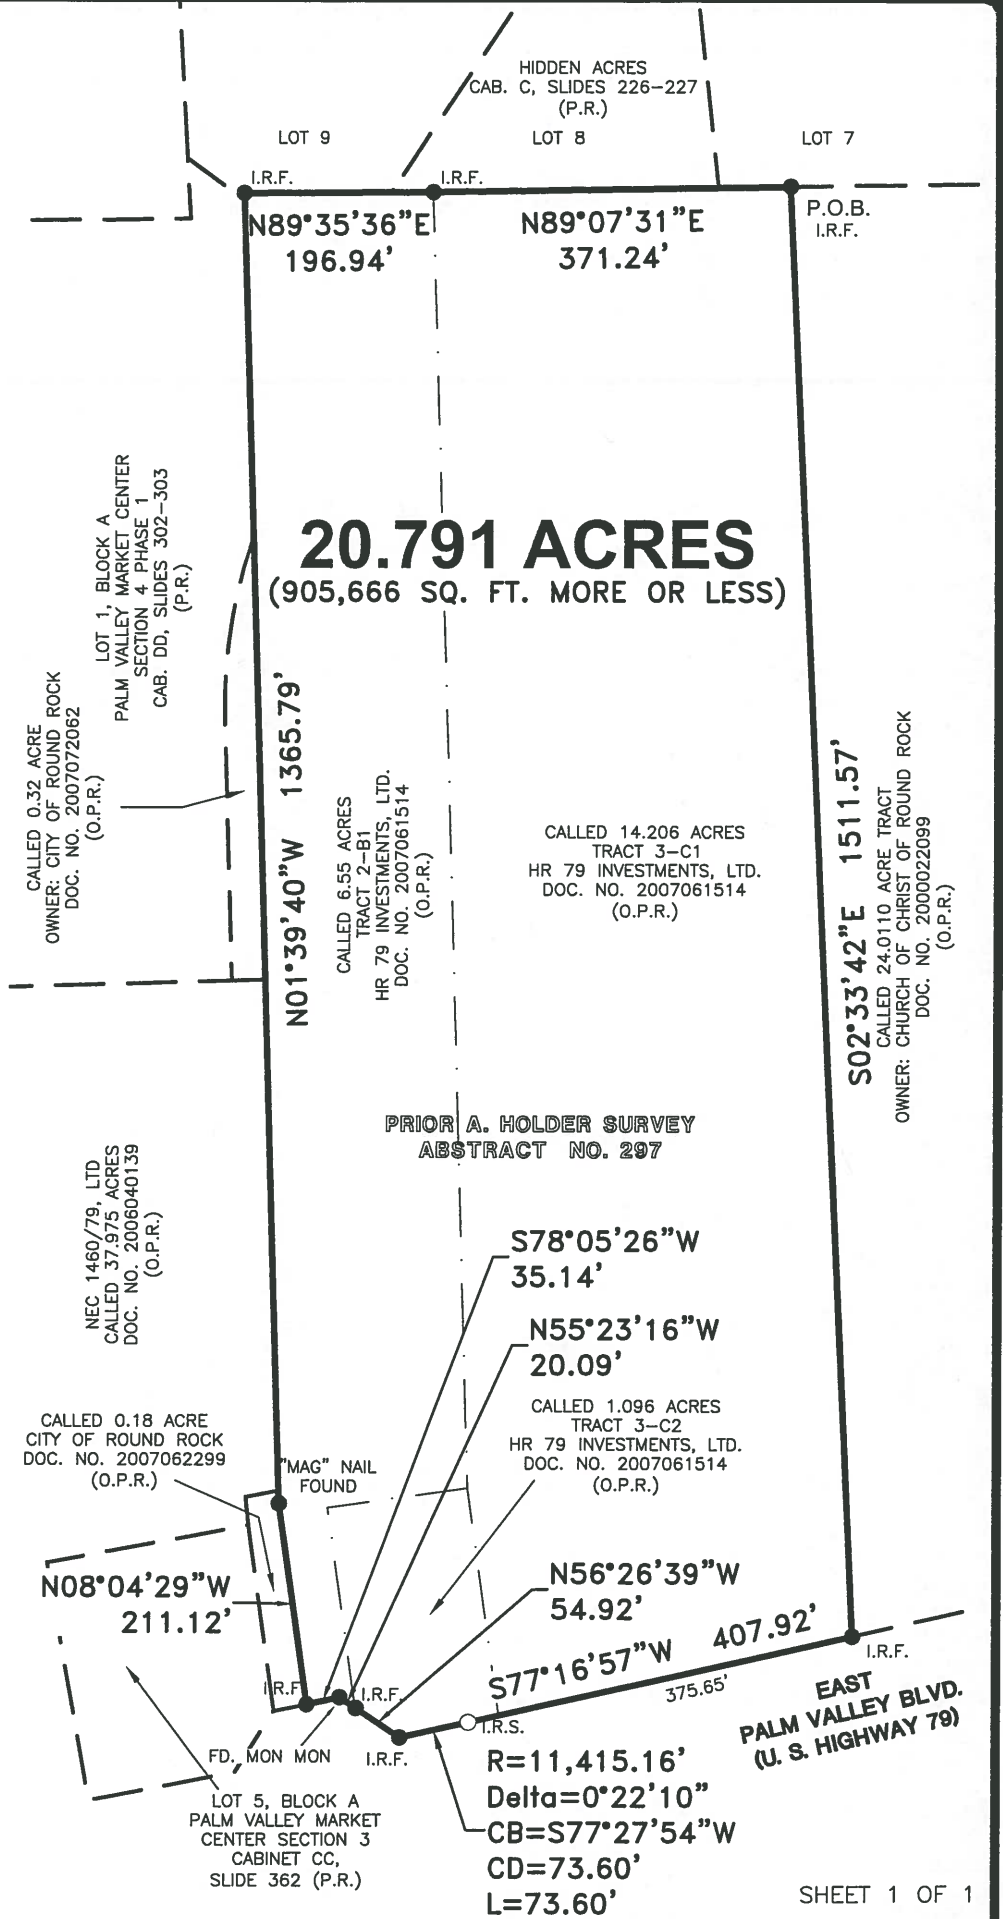 HIDDEN ACRES
CAB. C, SLIDES 226-227
(P.R.)
LOT 9
LOT 8
LOT 7
I.R.F.
I.R.F.
P.O.B.
I.R.F.
N89°35'36"E
196.94'
N89°07'31"E
371.24'
20.791 ACRES
(905,666 SQ. FT. MORE OR LESS)
LOT 1, BLOCK A
PALM VALLEY MARKET CENTER
SECTION 4 PHASE 1
CAB. DD, SLIDES 302-303
(P.R.)
CALLED 0.32 ACRE
OWNER: CITY OF ROUND ROCK
DOC. NO. 2007072062
(O.P.R.)
N01°39'40"W 1365.79'
CALLED 6.55 ACRES
TRACT 2-B1
HR 79 INVESTMENTS, LTD.
DOC. NO. 2007061514
(O.P.R.)
CALLED 14.206 ACRES
TRACT 3-C1
HR 79 INVESTMENTS, LTD.
DOC. NO. 2007061514
(O.P.R.)
S02°33'42"E 1511.57'
CALLED 24.0110 ACRE TRACT
OWNER: CHURCH OF CHRIST OF ROUND ROCK
DOC. NO. 2000022099
(O.P.R.)
PRIOR A. HOLDER SURVEY
ABSTRACT NO. 297
NEC 1460/79, LTD
CALLED 37.975 ACRES
DOC. NO. 2006040139
(O.P.R.)
S78°05'26"W
35.14'
N55°23'16"W
20.09'
CALLED 1.096 ACRES
TRACT 3-C2
HR 79 INVESTMENTS, LTD.
DOC. NO. 2007061514
(O.P.R.)
CALLED 0.18 ACRE
CITY OF ROUND ROCK
DOC. NO. 2007062299
(O.P.R.)
"MAG" NAIL
FOUND
N08°04'29"W
211.12'
N56°26'39"W
54.92'
S77°16'57"W 407.92'
375.65'
I.R.F.
I.R.F.
I.R.F.
I.R.F.
I.R.S.
EAST
PALM VALLEY BLVD.
(U. S. HIGHWAY 79)
FD. MON MON
LOT 5, BLOCK A
PALM VALLEY MARKET
CENTER SECTION 3
CABINET CC,
SLIDE 362 (P.R.)
R=11,415.16'
Delta=0°22'10"
CB=S77°27'54"W
CD=73.60'
L=73.60'
SHEET 1 OF 1